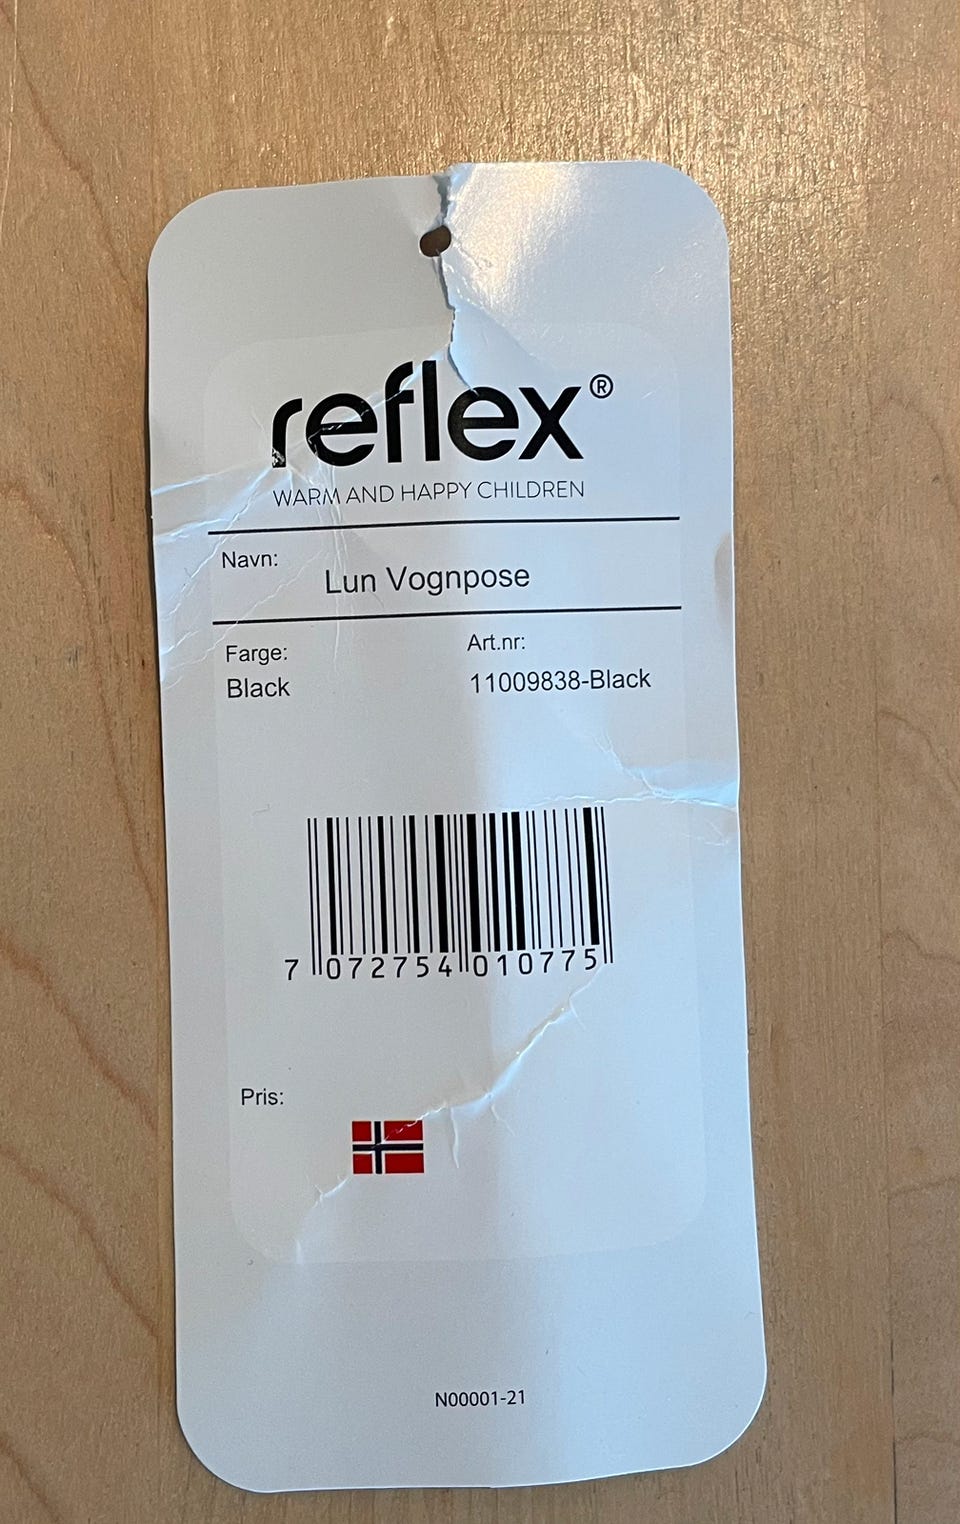 reflex®
WARM AND HAPPY CHILDREN
Navn:
Lun Vognpose
Farge:
Art.nr:
Black
11009838-Black
7 072754 010775
Pris:
N00001-21